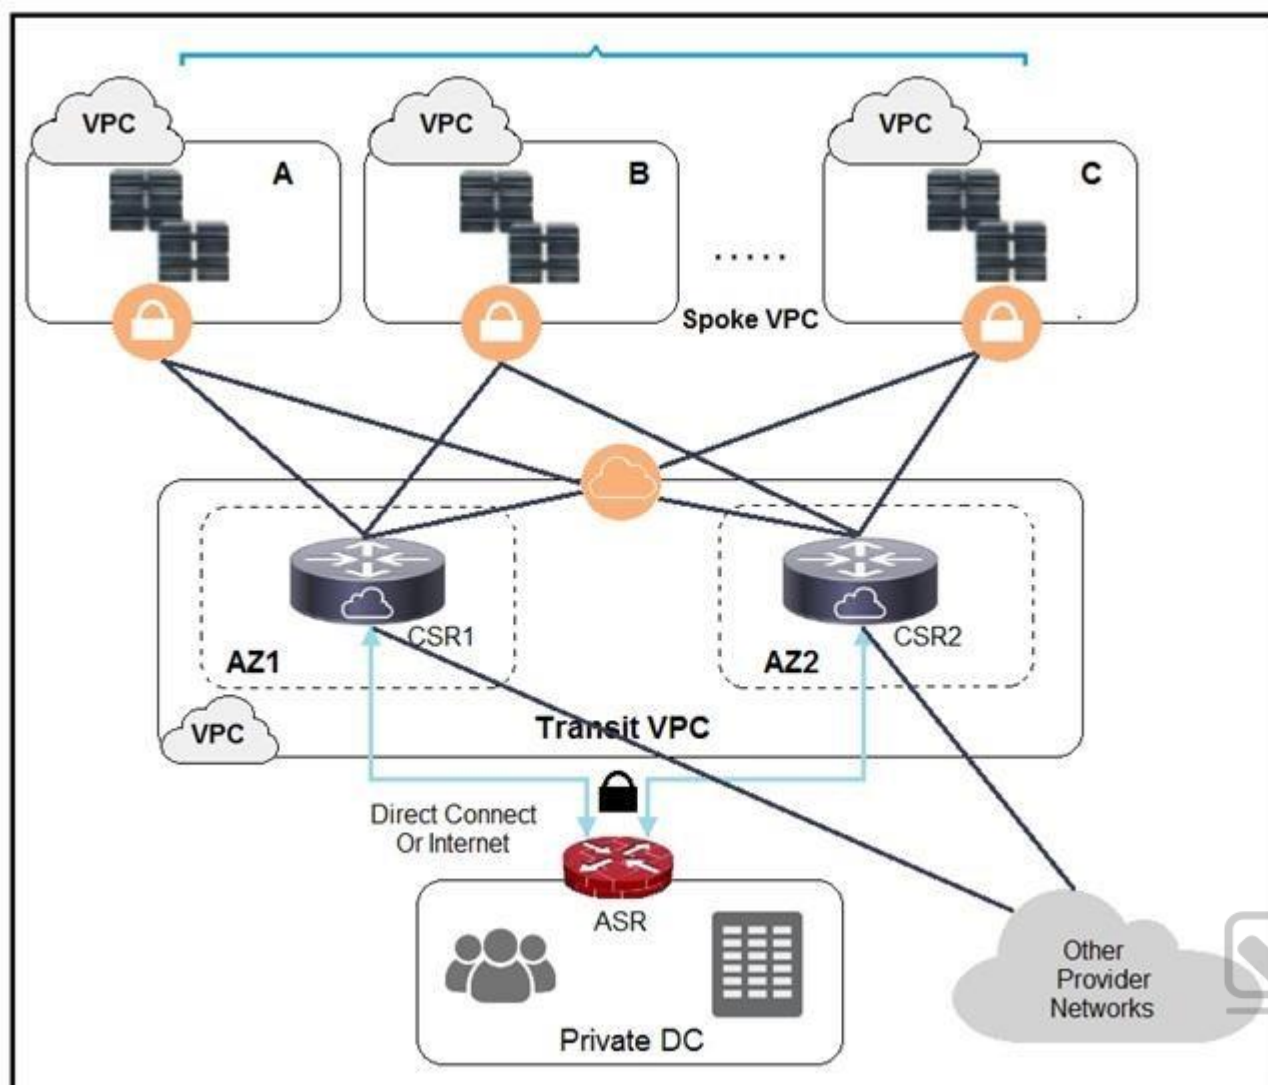 VPC
VPC
VPC
A
B
C
.....
Spoke VPC
CSR1
CSR2
AZ1
AZ2
VPC
Transit VPC
Direct Connect
Or Internet
ASR
Other
Provider
Networks
Private DC